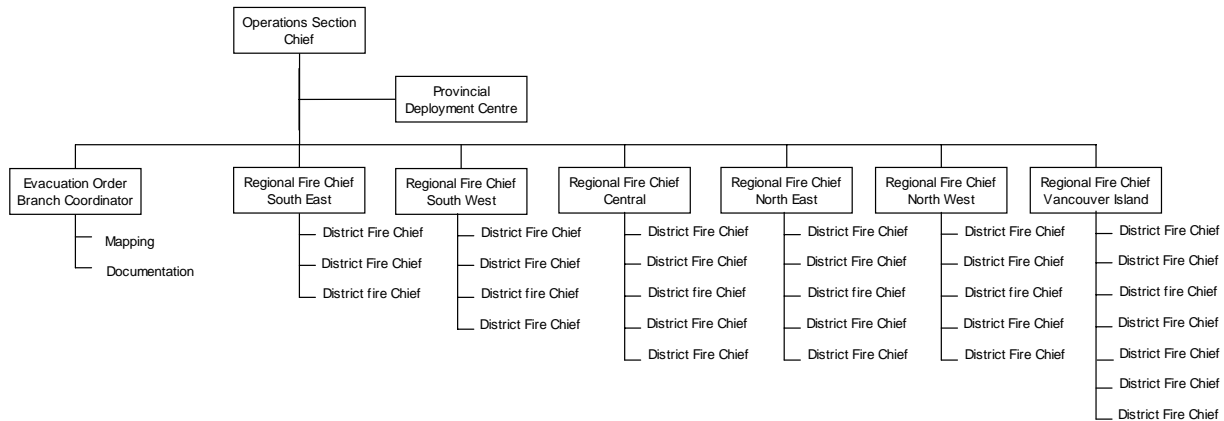 Operations Section
Chief
Provincial
Deployment Centre
Evacuation Order
Branch Coordinator
Mapping
Documentation
Regional Fire Chief
South East
District Fire Chief
District Fire Chief
District fire Chief
Regional Fire Chief
South West
District Fire Chief
District Fire Chief
District fire Chief
District Fire Chief
Regional Fire Chief
Central
District Fire Chief
District Fire Chief
District fire Chief
District Fire Chief
District Fire Chief
Regional Fire Chief
North East
District Fire Chief
District Fire Chief
District fire Chief
District Fire Chief
District Fire Chief
Regional Fire Chief
North West
District Fire Chief
District Fire Chief
District fire Chief
District Fire Chief
District Fire Chief
Regional Fire Chief
Vancouver Island
District Fire Chief
District Fire Chief
District fire Chief
District Fire Chief
District Fire Chief
District Fire Chief
District Fire Chief